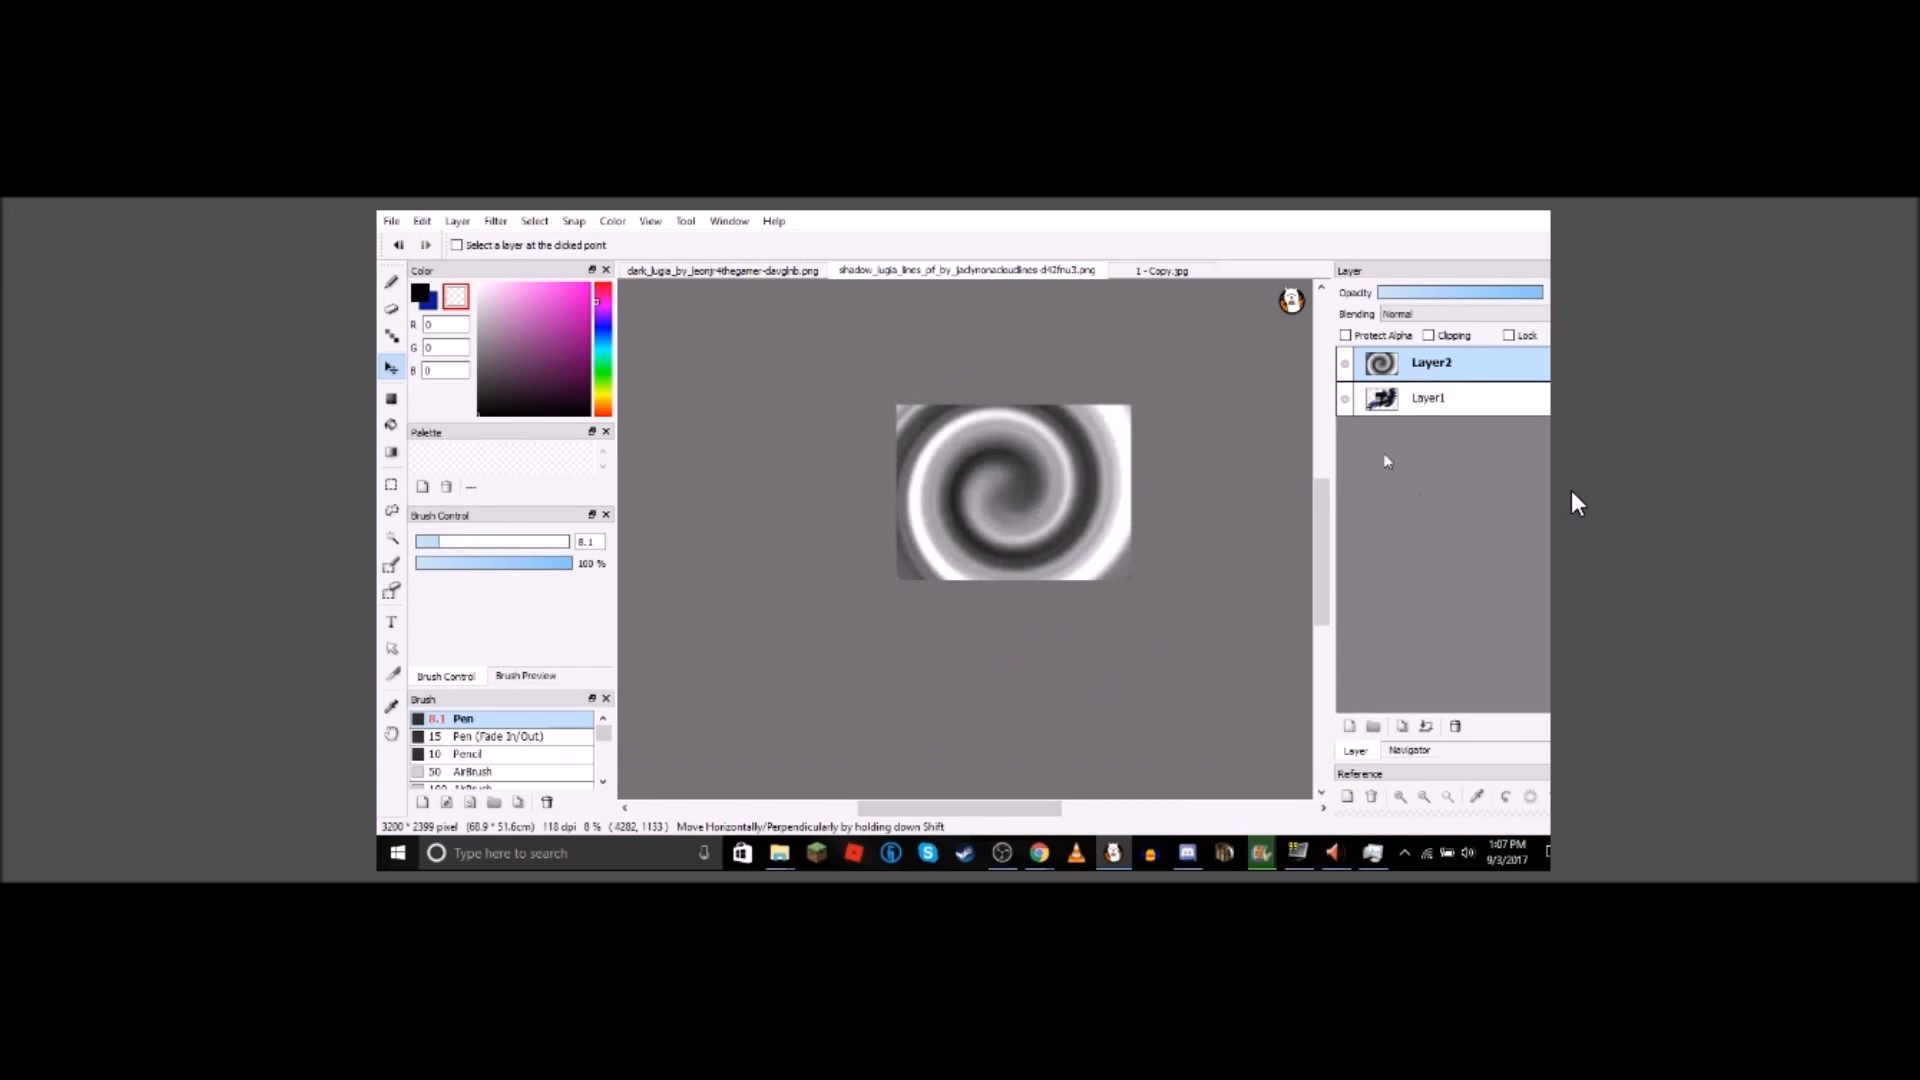 File Edit Layer Filter Select Snap Color View Tool Window Help
Select a layer at the clicked point
Color
dark_lugia_by_leonjr4thegamer-davglnb.png shadow_lugia_lines_pf_by_jaclynonacloudlines-d42fnu3.png 1 - Copy.jpg
Layer
Opacity
R 0
G 0
B 0
Blending Normal
Protect Alpha Clipping Lock
Layer2
Layer1
Palette
---
Brush Control
8.1
100 %
T
Brush Control Brush Preview
Brush
8.1 Pen
15 Pen (Fade In/Out)
10 Pencil
50 AirBrush
100 AirBrush
Layer Navigator
Reference
3200 * 2399 pixel (68.9 * 51.6cm) 118 dpi 8 % ( 4282, 1133 ) Move Horizontally/Perpendicularly by holding down Shift
Type here to search
1:07 PM
9/3/2017